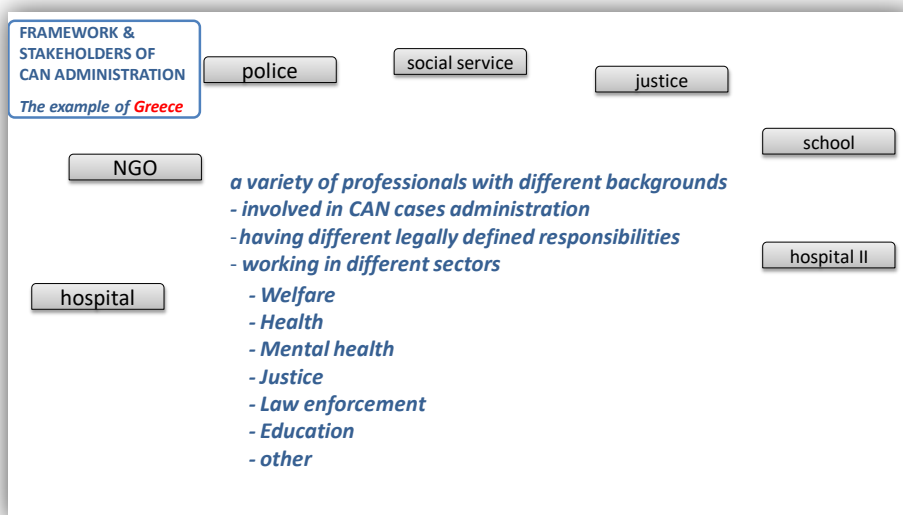 FRAMEWORK &
STAKEHOLDERS OF
CAN ADMINISTRATION
The example of Greece
police
social service
justice
school
NGO
a variety of professionals with different backgrounds
- involved in CAN cases administration
-having different legally defined responsibilities
- working in different sectors
hospital II
hospital
- Welfare
- Health
- Mental health
- Justice
- Law enforcement
- Education
- other